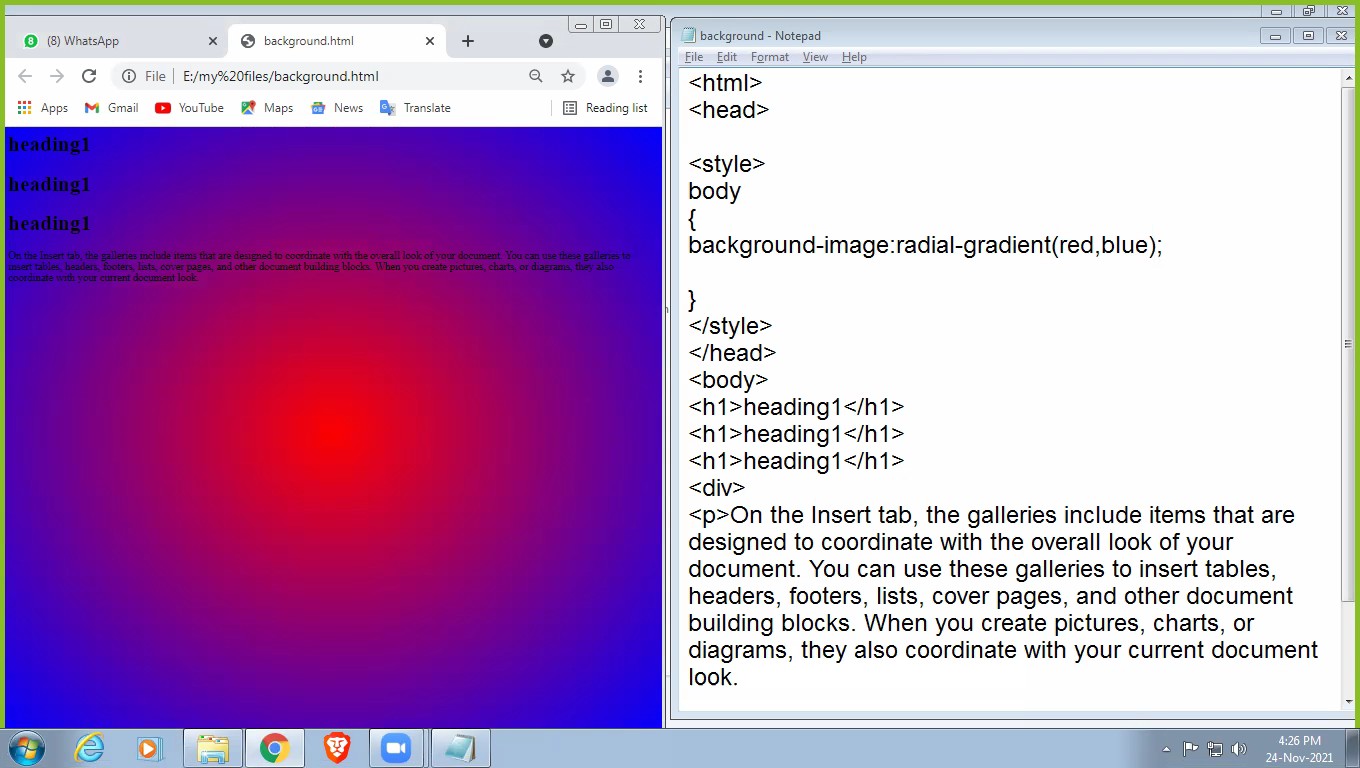 (8) WhatsApp
background.html
File
E:/my%20files/background.html
Apps
Gmail
YouTube
Maps
News
Translate
Reading list
heading1
heading1
heading1
On the Insert tab, the galleries include items that are designed to coordinate with the overall look of your document. You can use these galleries to
insert tables, headers, footers, lists, cover pages, and other document building blocks. When you create pictures, charts, or diagrams, they also
coordinate with your current document look.
background - Notepad
File Edit Format View Help
<html>
<head>
<style>
body
{
background-image:radial-gradient(red,blue);
}
</style>
</head>
<body>
<h1>heading1</h1>
<h1>heading1</h1>
<h1>heading1</h1>
<div>
<p>On the Insert tab, the galleries include items that are
designed to coordinate with the overall look of your
document. You can use these galleries to insert tables,
headers, footers, lists, cover pages, and other document
building blocks. When you create pictures, charts, or
diagrams, they also coordinate with your current document
look.
4:26 PM
24-Nov-2021